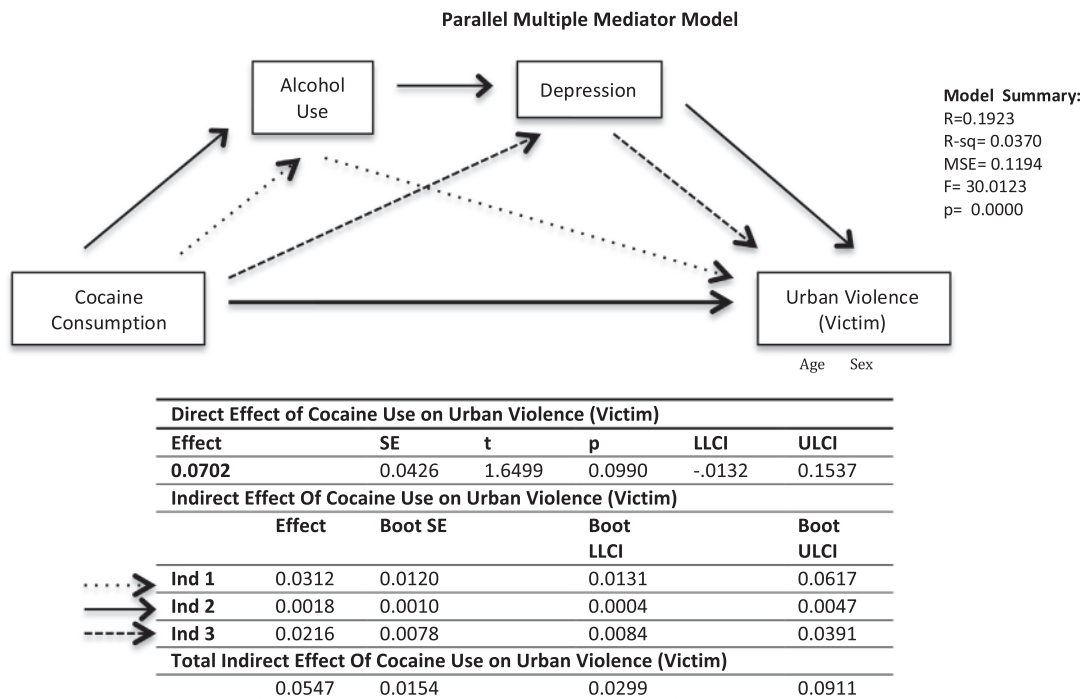 Parallel Multiple Mediator Model
Alcohol
Use
Depression
Model Summary:
R=0.1923
R-sq= 0.0370
MSE= 0.1194
F= 30.0123
p= 0.0000
Cocaine
Consumption
Urban Violence
(Victim)
Age Sex
Direct Effect of Cocaine Use on Urban Violence (Victim)
Effect SE t p LLCI ULCI
0.0702 0.0426 1.6499 0.0990 -.0132 0.1537
Indirect Effect Of Cocaine Use on Urban Violence (Victim)
Effect Boot SE Boot Boot
LLCI ULCI
Ind 1 0.0312 0.0120 0.0131 0.0617
Ind 2 0.0018 0.0010 0.0004 0.0047
Ind 3 0.0216 0.0078 0.0084 0.0391
Total Indirect Effect Of Cocaine Use on Urban Violence (Victim)
0.0547 0.0154 0.0299 0.0911